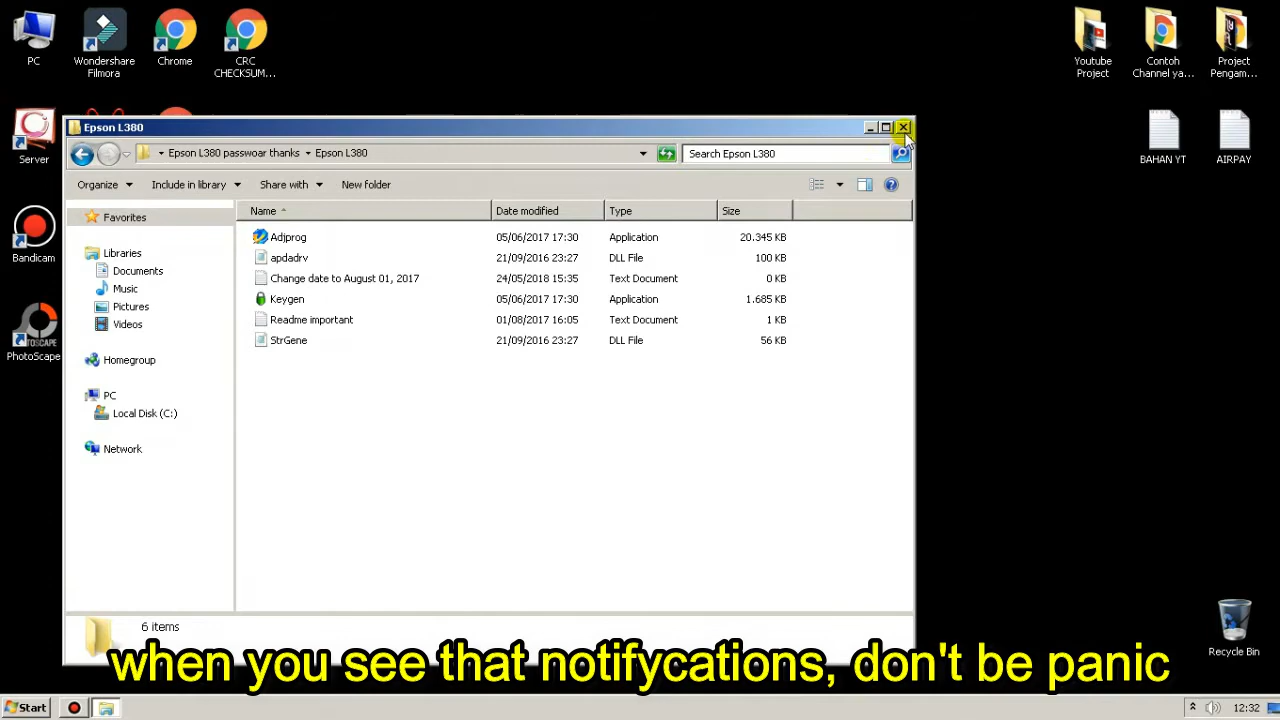 PC
Wondershare
Filmora
Chrome
CRC
CHECKSUM...
Youtube
Project
Contoh
Channel ya...
Project
Pengam...
Server
BAHAN YT
AIRPAY
Bandicam
PhotoScape
Epson L380
Epson L380 passwoar thanks Epson L380
Search Epson L380
Organize Include in library Share with New folder
Name Date modified Type Size
Adjprog 05/06/2017 17:30 Application 20.345 KB
apdadrv 21/09/2016 23:27 DLL File 100 KB
Change date to August 01, 2017 24/05/2018 15:35 Text Document 0 KB
Keygen 05/06/2017 17:30 Application 1.685 KB
Readme important 01/08/2017 16:05 Text Document 1 KB
StrGene 21/09/2016 23:27 DLL File 56 KB
Favorites
Libraries
Documents
Music
Pictures
Videos
Homegroup
PC
Local Disk (C:)
Network
6 items
Recycle Bin
when you see that notifycations, don't be panic
Start
12:32